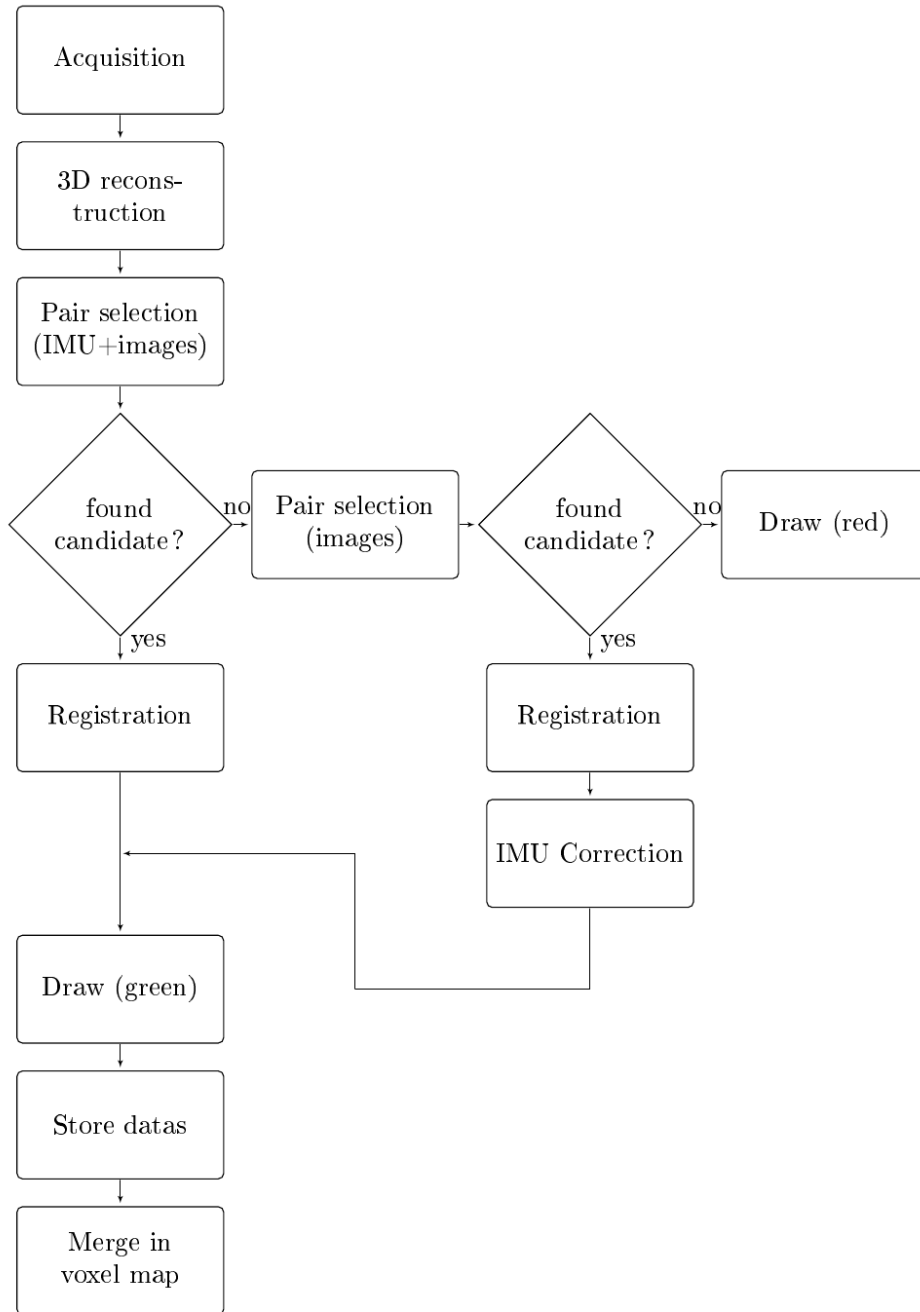 Acquisition
3D recons-
truction
Pair selection
(IMU+images)
found
candidate ?
no
Pair selection
(images)
found
candidate ?
no
Draw (red)
yes
yes
Registration
Registration
IMU Correction
Draw (green)
Store datas
Merge in
voxel map